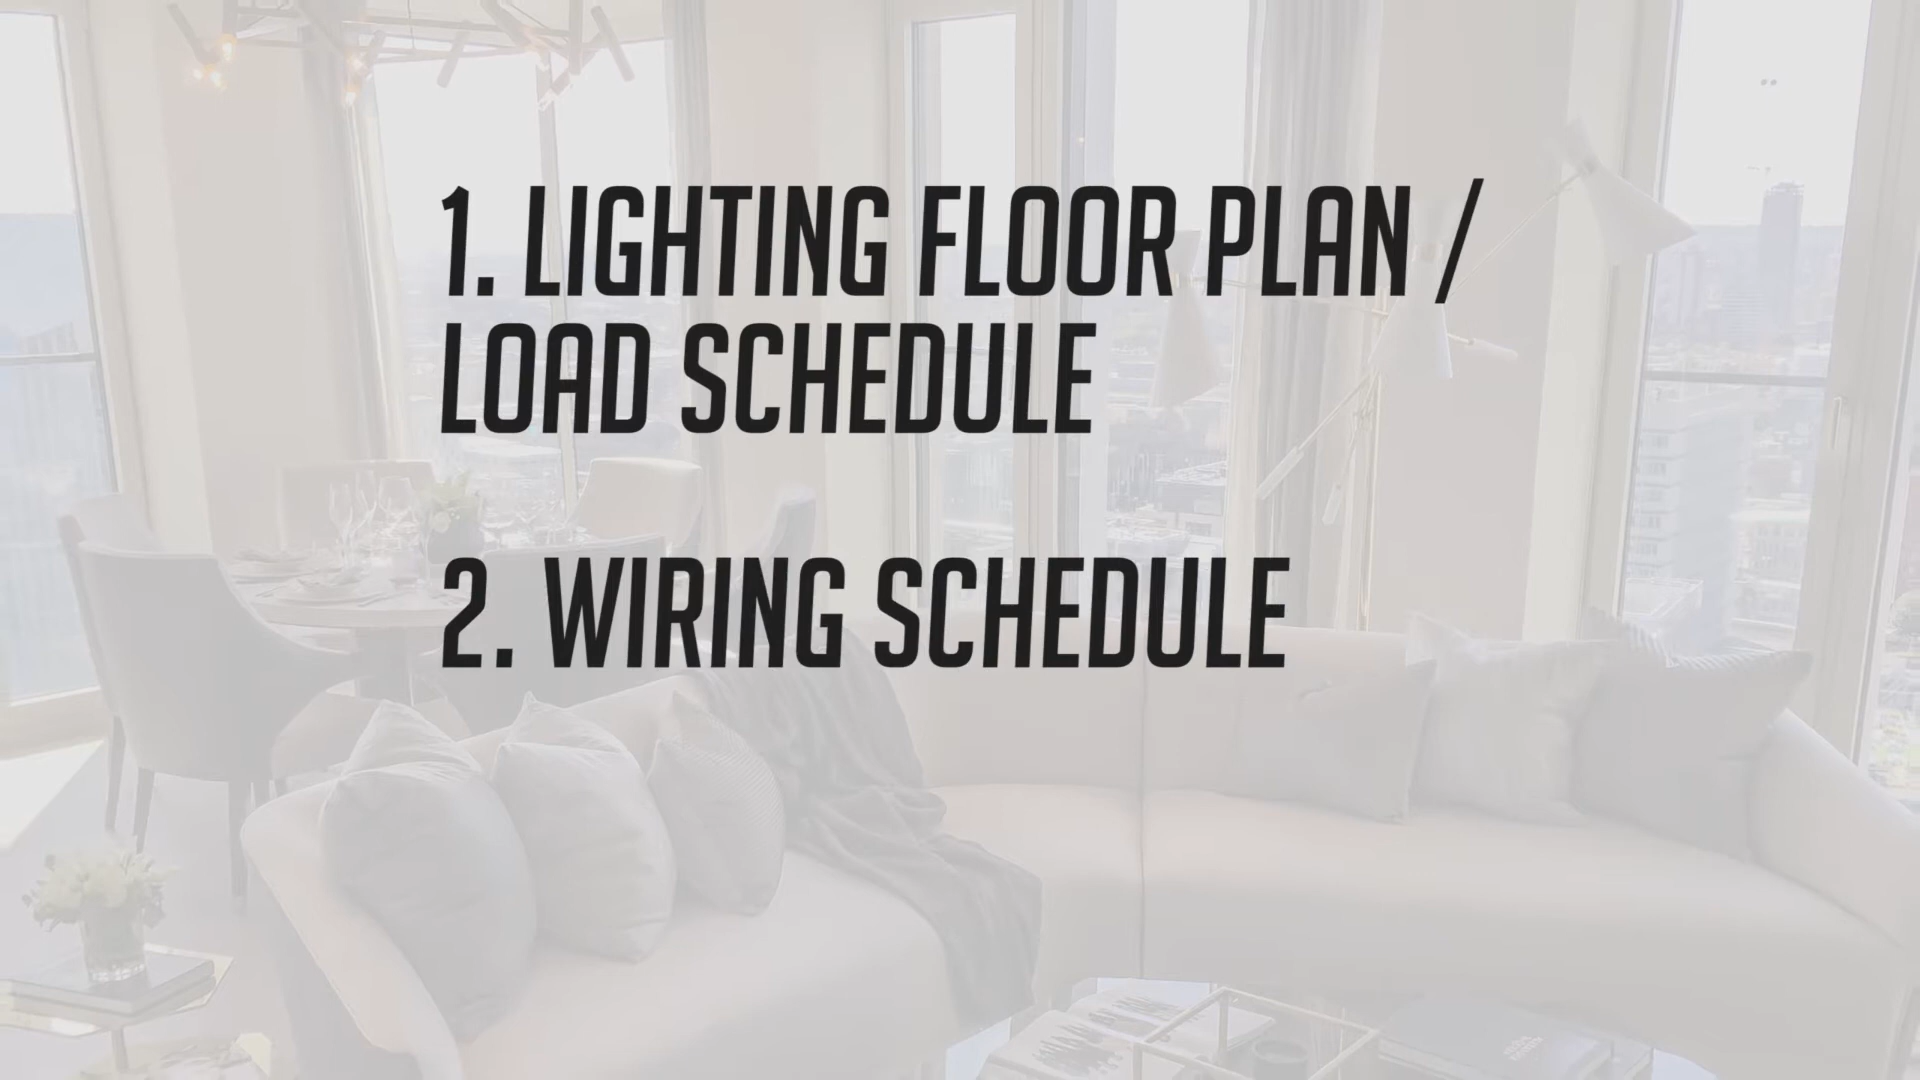 1. LIGHTING FLOOR PLAN /
LOAD SCHEDULE
2. WIRING SCHEDULE